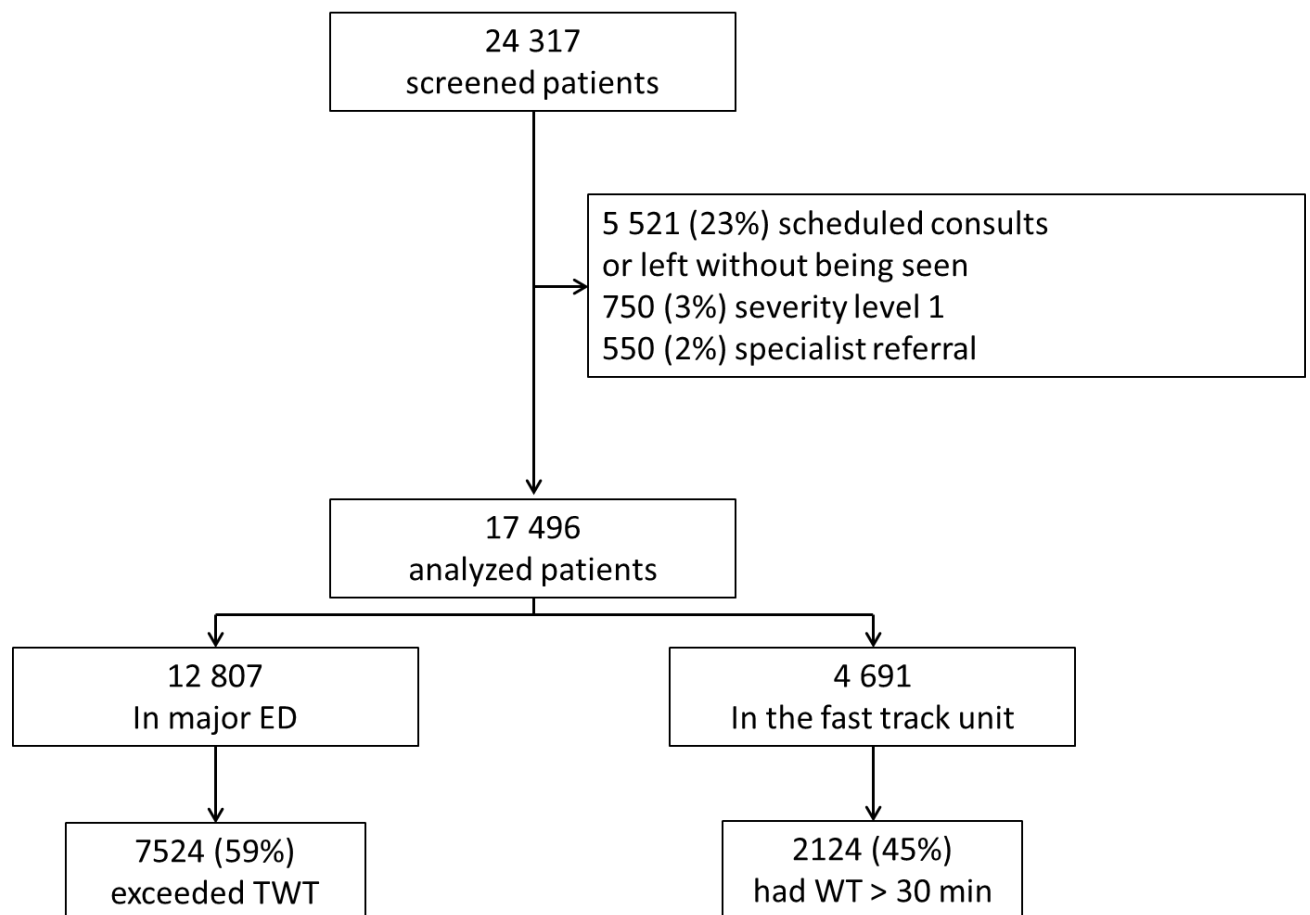 24 317
screened patients
5 521 (23%) scheduled consults
or left without being seen
750 (3%) severity level 1
550 (2%) specialist referral
17 496
analyzed patients
12 807
In major ED
4 691
In the fast track unit
7524 (59%)
exceeded TWT
2124 (45%)
had WT > 30 min